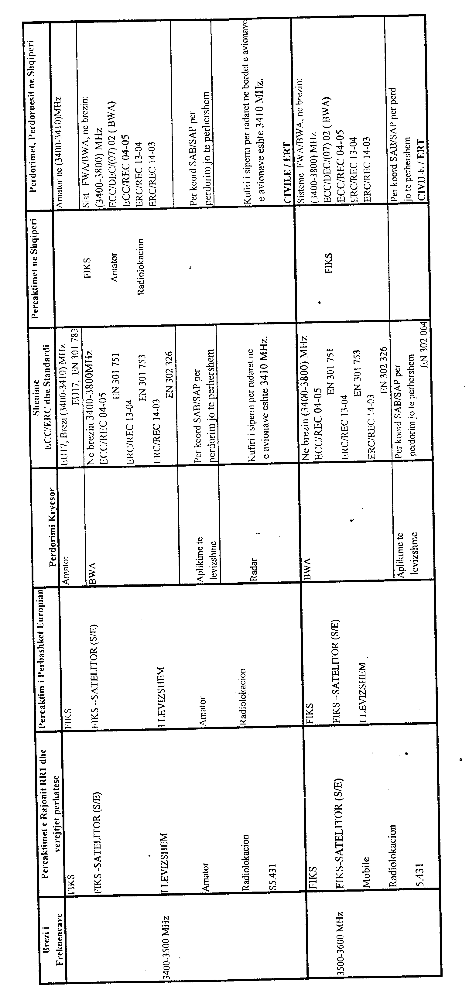 Brezi i
Frekuencave
Percaktimet e Rajonit RR1 dhe
verejtjet perkatese
Percaktim i Perbashket Europian
Perdorimi Kryesor
Shenime
ECC/ERC dhe Standardi
Percaktimet ne Shqiperi
Perdorimet, Perdoruesit ne Shqiperi
3400-3500 MHz
FIKS
FIKS -SATELITOR (S/E)
I LEVIZSHEM
Amator
Radiolokacion
S5.431
FIKS
FIKS –SATELITOR (S/E)
I LEVIZSHEM
Amator
Radiolokacion
Amator
EU17, Brezi (3400-3410) MHz
EU17, EN 301 783
BWA
Ne brezin 3400-3800MHz
ECC/REC 04-05
EN 301 751
ERC/REC 13-04
EN 301 753
ERC/REC 14-03
EN 302 326
Aplikime te
levizshme
Per koord SAB/SAP per
perdorim jo te perhershem
Radar
Kufiri i siperm per radaret ne
e avionave eshte 3410 MHz.
FIKS
Amator
Radiolokacion
Amator ne (3400-3410)MHz
Sist. FWA/BWA, ne brezin:
(3400-3800) MHz
ECC/DEC/(07) 02 ( BWA)
ECC/REC 04-05
ERC/REC 13-04
ERC/REC 14-03
Per koord SAB/SAP per
perdorim jo te perhershem
Kufiri i siperm per radaret ne bordet e avionave
e avionave eshte 3410 MHz.
CIVILE / ERT
3500-3600 MHz
FIKS
FIKS-SATELITOR (S/E)
Mobile
Radiolokacion
5.431
FIKS
FIKS –SATELITOR (S/E)
I LEVIZSHEM
BWA
Ne brezin (3400-3800) MHz
ECC/REC 04-05
EN 301 751
ERC/REC 13-04
EN 301 753
ERC/REC 14-03
EN 302 326
Aplikime te
levizshme
Per koord SAB/SAP per
perdorim jo te perhershem
EN 302 064
FIKS
Sisteme FWA/BWA, ne brezin:
(3400-3800) MHz
ECC/DEC/(07) 02 ( BWA)
ECC/REC 04-05
ERC/REC 13-04
ERC/REC 14-03
Per koord SAB/SAP per perd
jo te perhershem
CIVILE / ERT